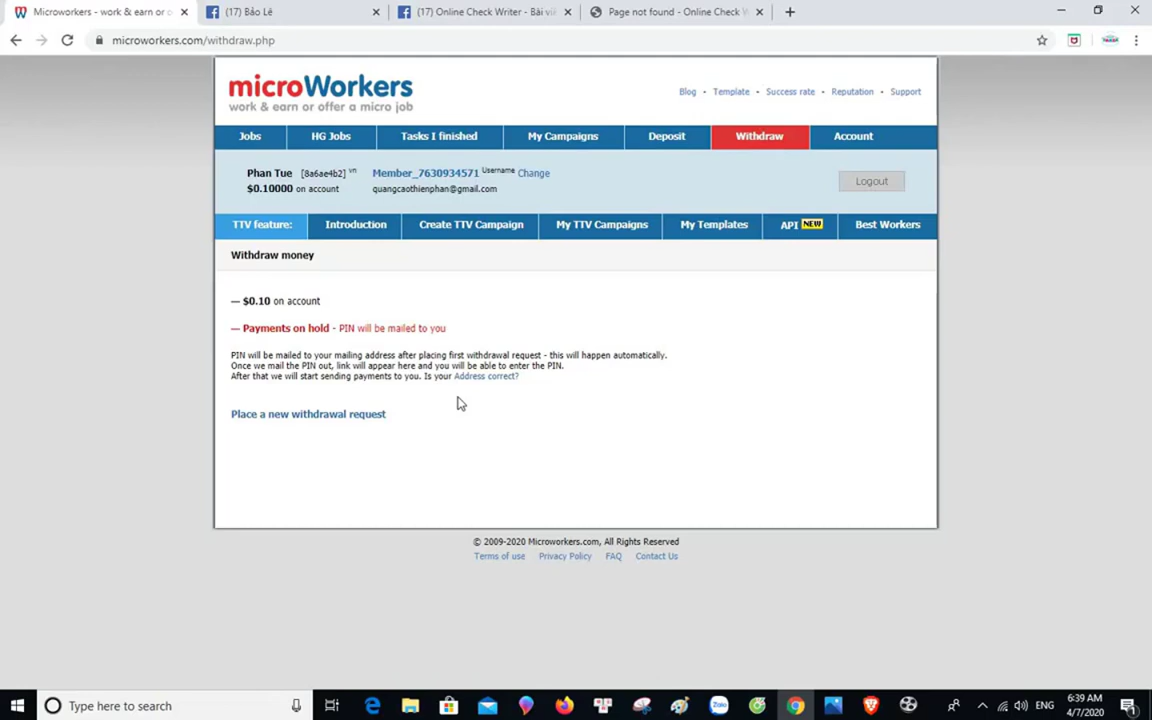 Microworkers - work & earn or o
(17) Bảo Lê
(17) Online Check Writer - Bài vi
Page not found - Online Check W
microworkers.com/withdraw.php
microWorkers
work & earn or offer a micro job
Blog • Template • Success rate • Reputation • Support
Jobs HG Jobs Tasks I finished My Campaigns Deposit Withdraw Account
Phan Tue [8a6ae4b2] vn Member_7630934571 Username Change
$0.10000 on account quangcaothienphan@gmail.com
Logout
TTV feature: Introduction Create TTV Campaign My TTV Campaigns My Templates API NEW Best Workers
Withdraw money
— $0.10 on account
— Payments on hold - PIN will be mailed to you
PIN will be mailed to your mailing address after placing first withdrawal request - this will happen automatically.
Once we mail the PIN out, link will appear here and you will be able to enter the PIN.
After that we will start sending payments to you. Is your Address correct?
Place a new withdrawal request
© 2009-2020 Microworkers.com, All Rights Reserved
Terms of use Privacy Policy FAQ Contact Us
Type here to search
Zalo
ENG
6:39 AM
4/7/2020